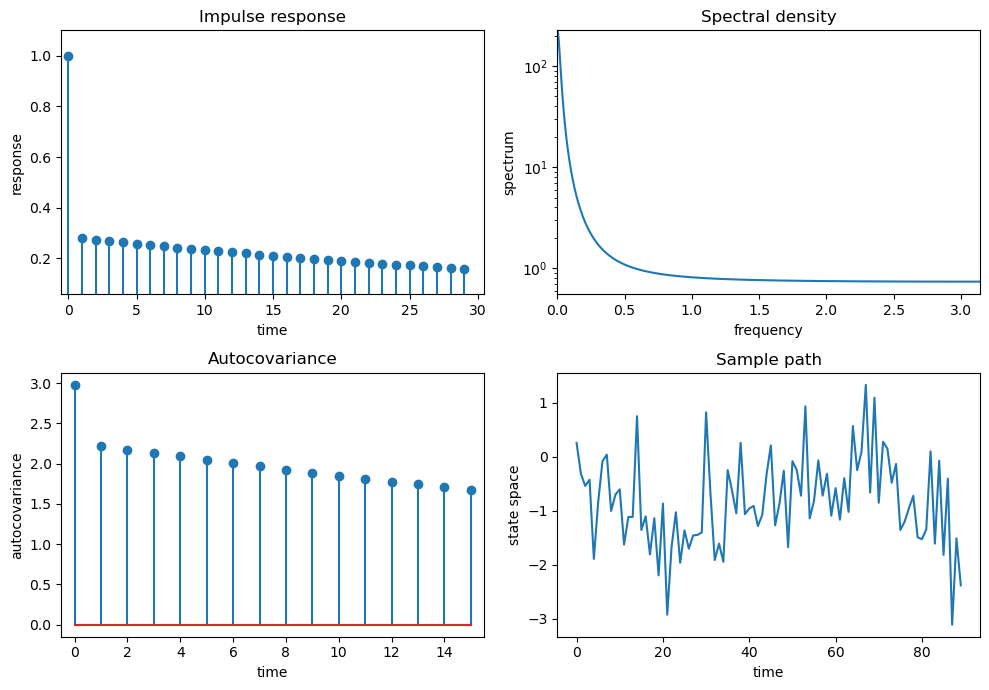 Impulse response
1.0
0.8
0.6
0.4
0.2
response
0 5 10 15 20 25 30
time
Spectral density
10²
10¹
10⁰
spectrum
0.0 0.5 1.0 1.5 2.0 2.5 3.0
frequency
Autocovariance
3.0
2.5
2.0
1.5
1.0
0.5
0.0
autocovariance
0 2 4 6 8 10 12 14
time
Sample path
1
0
−1
−2
−3
state space
0 20 40 60 80
time